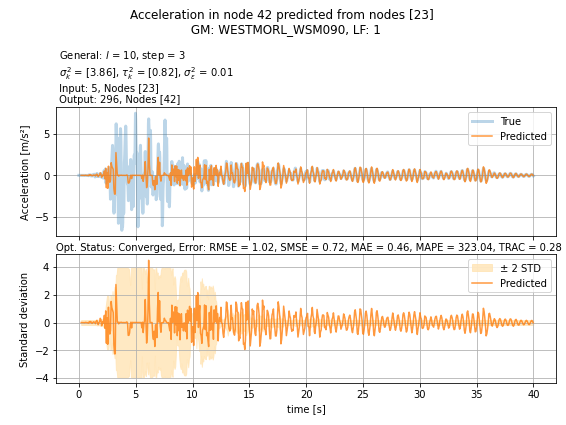 Acceleration in node 42 predicted from nodes [23]
GM: WESTMORL_WSM090, LF: 1
General: l = 10, step = 3
σ²ₖ = [3.86], τ²ₖ = [0.82], σ²ε = 0.01
Input: 5, Nodes [23]
Output: 296, Nodes [42]
Acceleration [m/s²]
5
0
−5
True
Predicted
Opt. Status: Converged, Error: RMSE = 1.02, SMSE = 0.72, MAE = 0.46, MAPE = 323.04, TRAC = 0.28
Standard deviation
4
2
0
−2
−4
± 2 STD
Predicted
0 5 10 15 20 25 30 35 40
time [s]